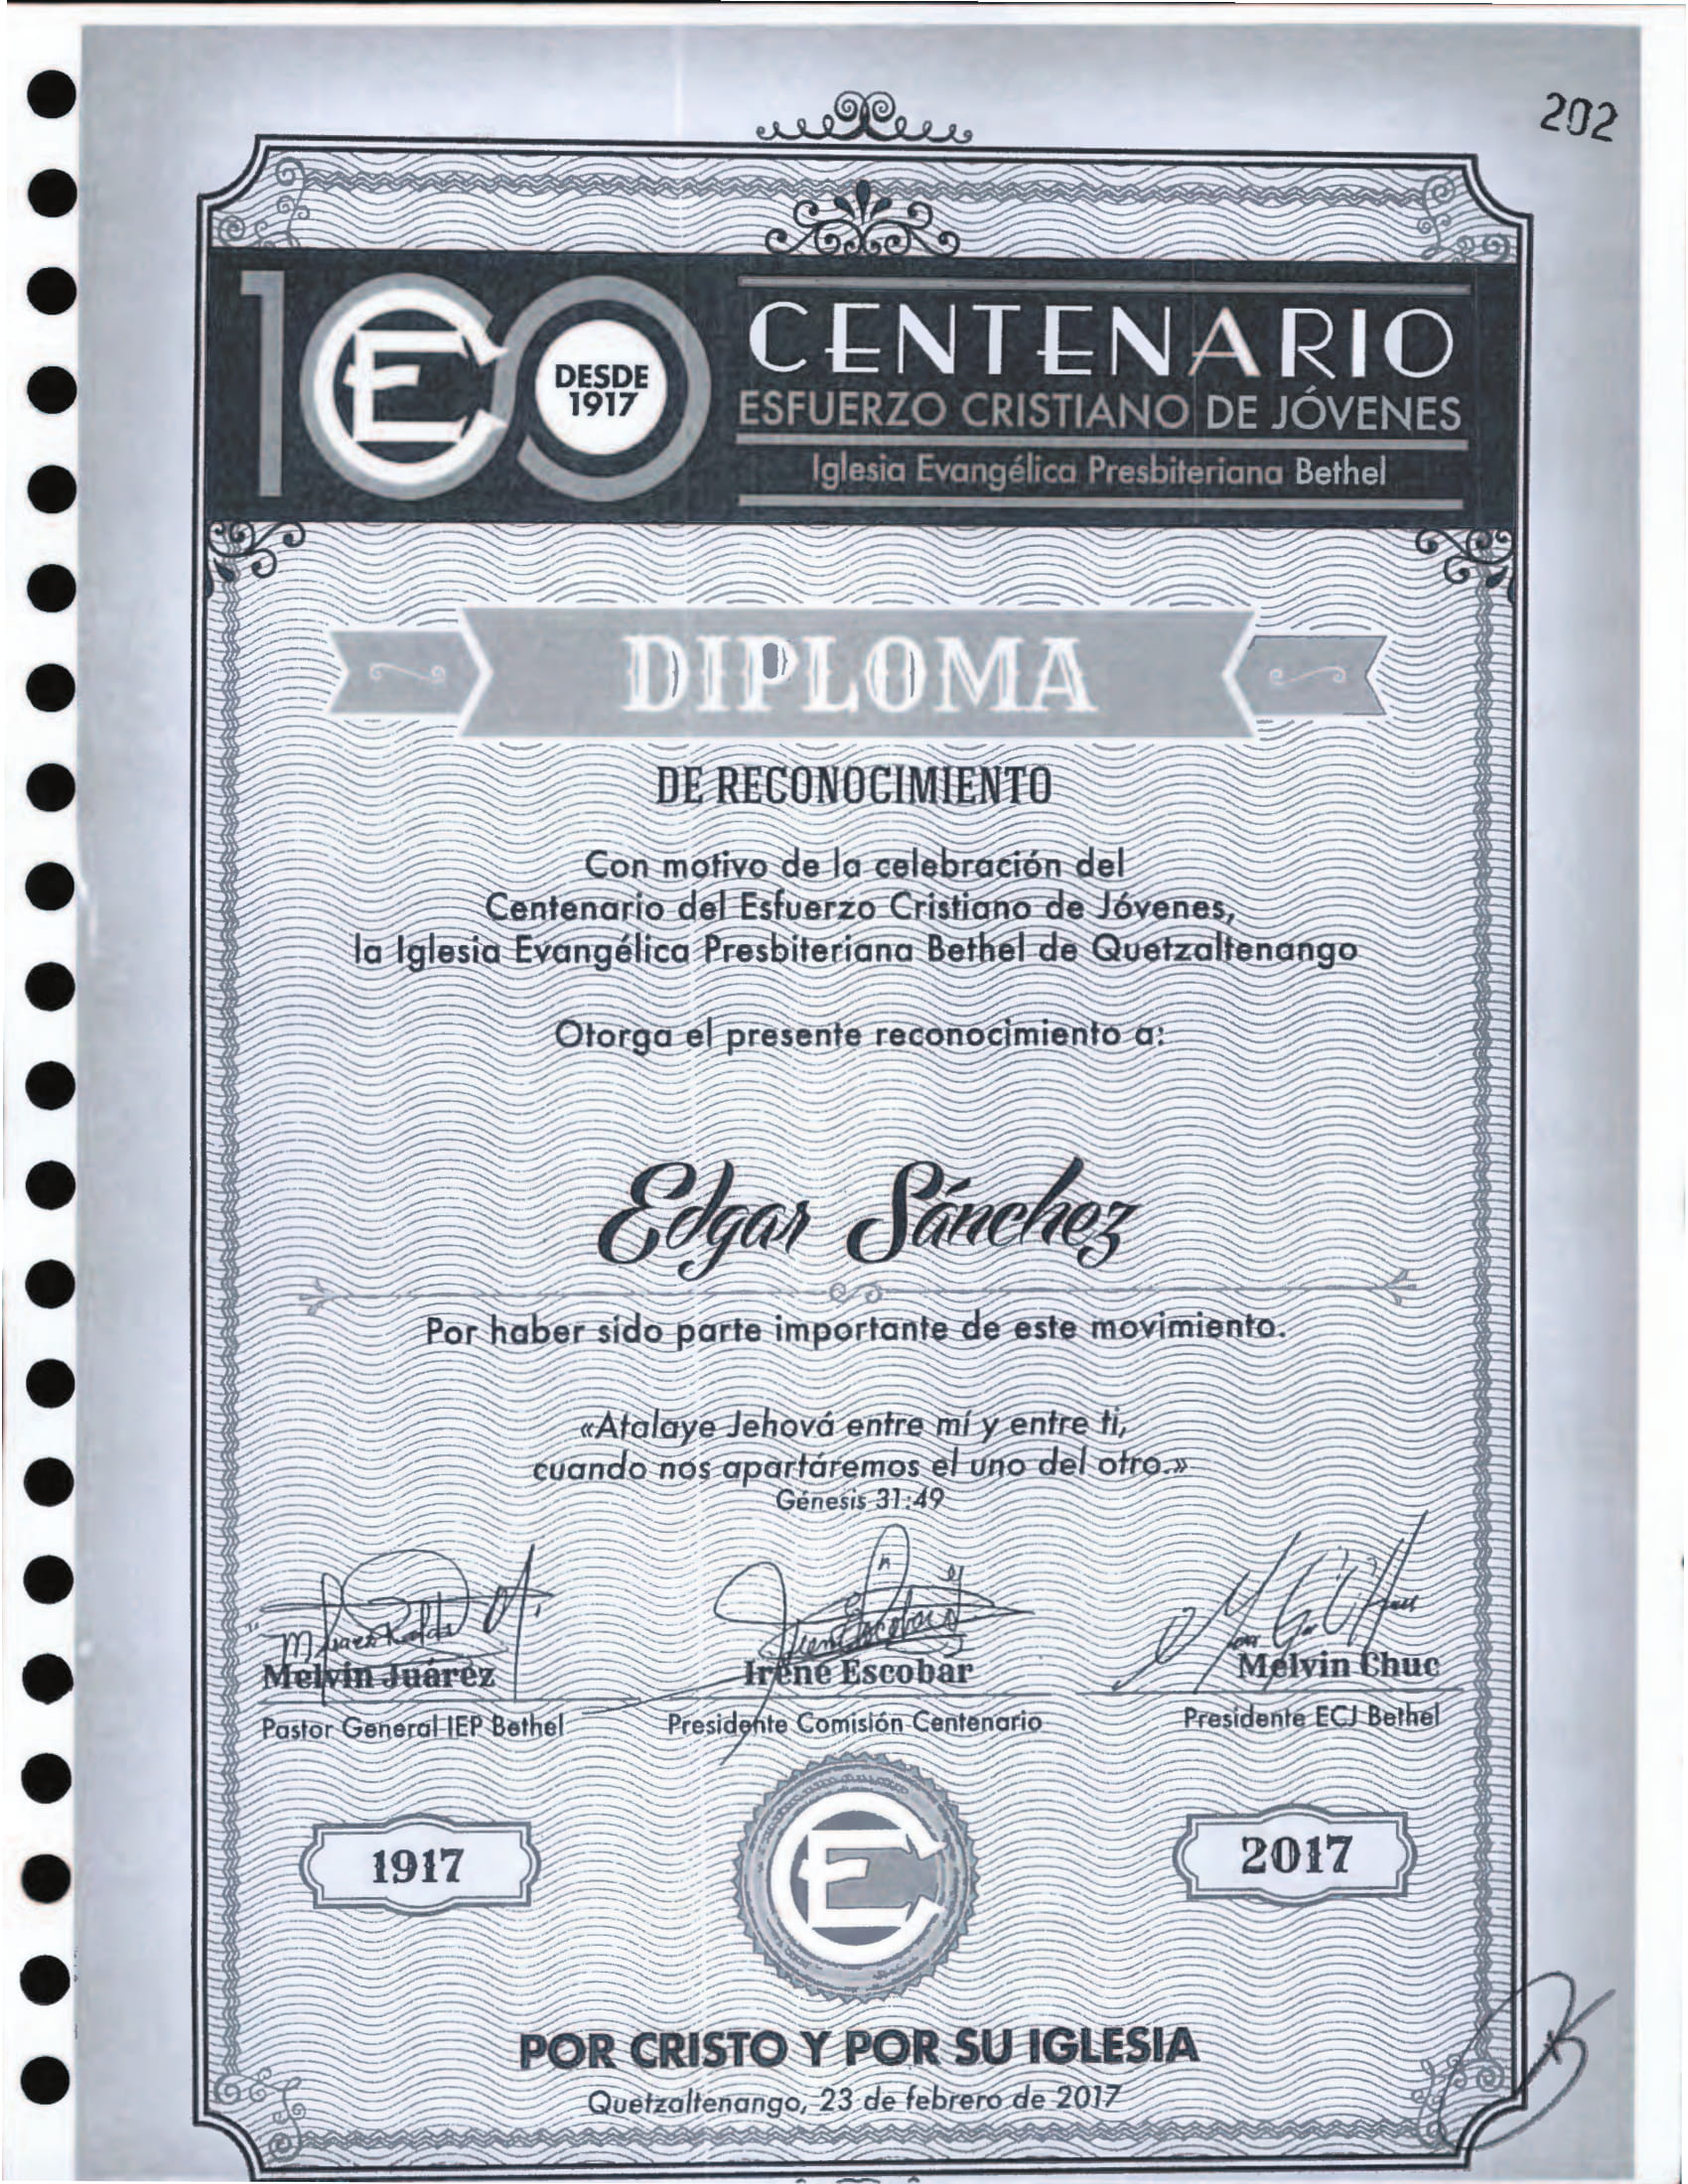 202
100
DESDE
1917
CENTENARIO
ESFUERZO CRISTIANO DE JÓVENES
Iglesia Evangélica Presbiteriana Bethel
DIPLOMA
DE RECONOCIMIENTO
Con motivo de la celebración del
Centenario del Esfuerzo Cristiano de Jóvenes,
la Iglesia Evangélica Presbiteriana Bethel de Quetzaltenango
Otorga el presente reconocimiento a:
Edgar Sánchez
Por haber sido parte importante de este movimiento.
«Atalaye Jehová entre mí y entre ti,
cuando nos apartáremos el uno del otro.»
Génesis 31:49
Melvin Juárez
Pastor General IEP Bethel
Irene Escobar
Presidente Comisión Centenario
Melvin Chuc
Presidente ECJ Bethel
1917
CE
2017
POR CRISTO Y POR SU IGLESIA
Quetzaltenango, 23 de febrero de 2017